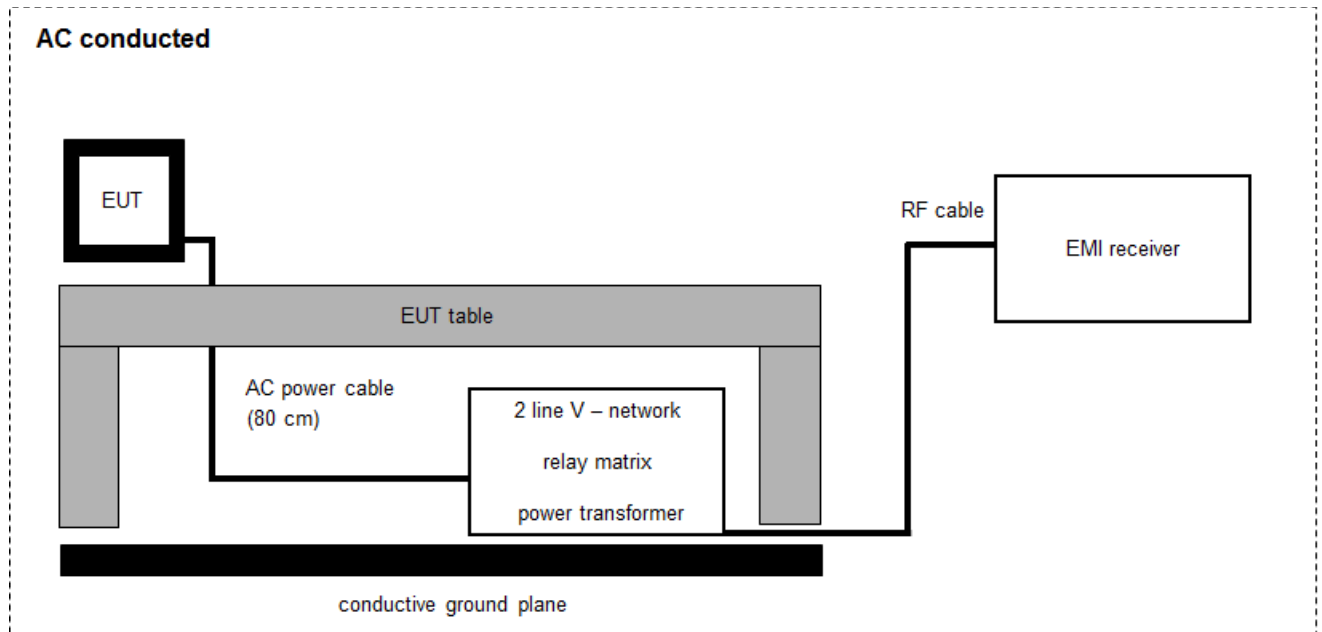 AC conducted
EUT
RF cable
EMI receiver
EUT table
AC power cable
(80 cm)
2 line V – network
relay matrix
power transformer
conductive ground plane